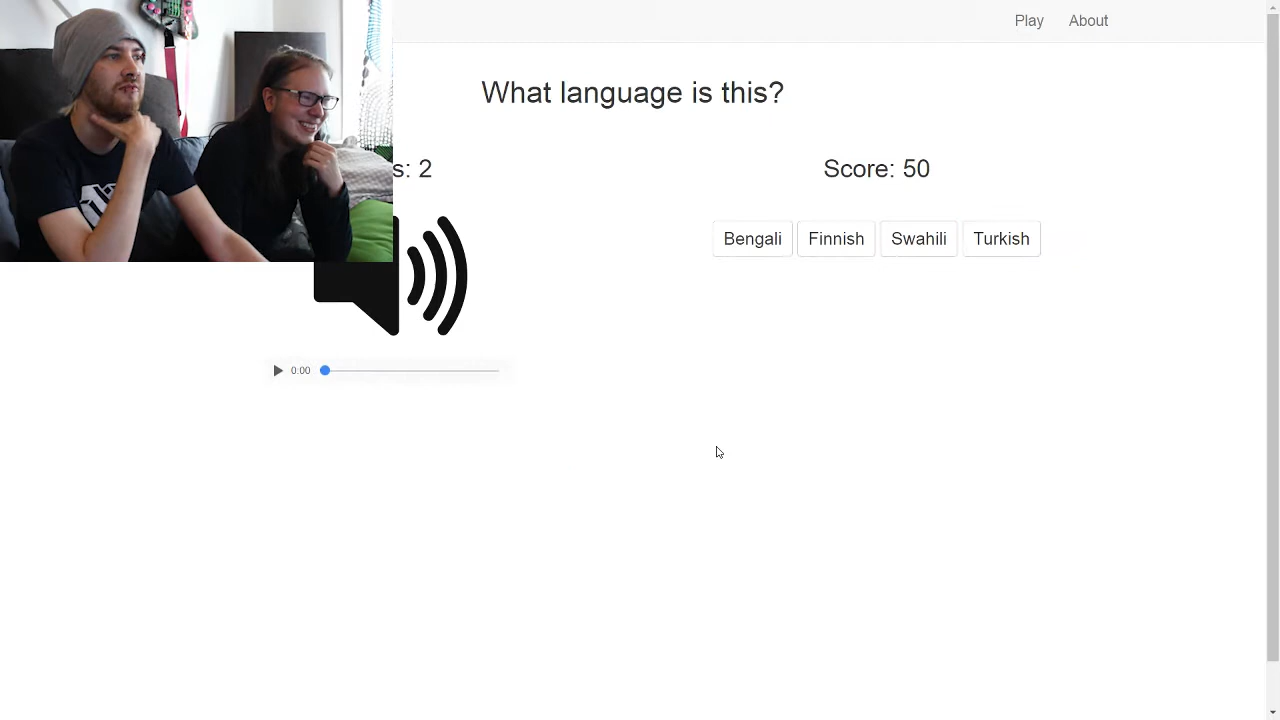 Play About
What language is this?
s: 2 Score: 50
Bengali Finnish Swahili Turkish
0:00